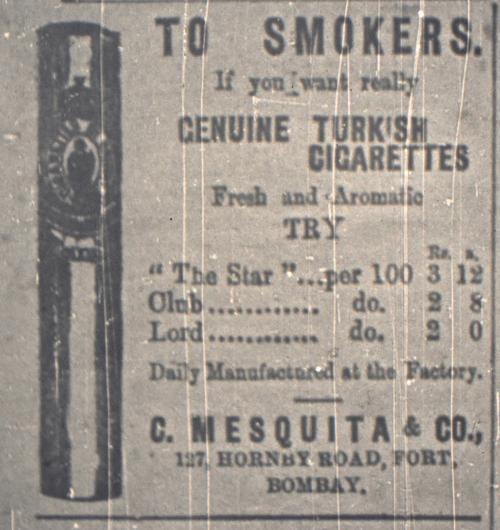 TO SMOKERS.
If you want really
GENUINE TURKISH
CIGARETTES
Fresh and Aromatic
TRY
Rs. a.
“ The Star ”...per 100 3 12
Club............. do. 2 8
Lord............. do. 2 0
Daily Manufactured at the Factory.
C. MESQUITA & CO.,
127, HORNBY ROAD, FORT,
BOMBAY.